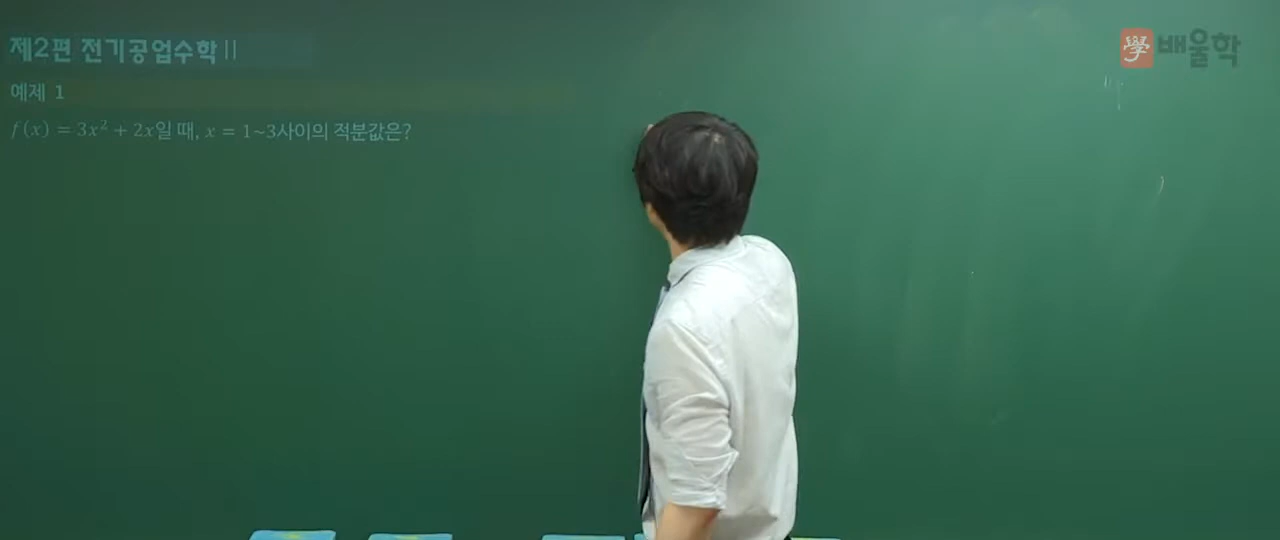 제2편 전기공업수학 II
學 배울학
예제 1
f(x) = 3x² + 2x일 때, x = 1~3사이의 적분값은?